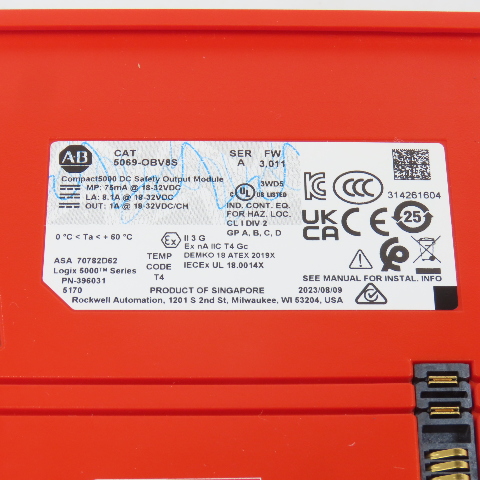 A-B
CAT SER FW
5069-OBV8S A 3,011
Compact5000 DC Safety Output Module
MP: 75mA @ 18-32VDC
LA: 8.1A @ 18-32VDC
OUT: 1A @ 18-32VDC/CH
3WD5
c UL US LISTED
IND. CONT. EQ.
FOR HAZ. LOC.
CL I DIV 2
GP A, B, C, D
CCC
314261604
UK
CA
25
0 °C < Ta < + 60 °C
Ex II 3 G
Ex nA IIC T4 Gc
TEMP DEMKO 18 ATEX 2019X
CODE IECEx UL 18.0014X
T4
ASA 70782D62
Logix 5000™ Series
PN-396031
5170
SEE MANUAL FOR INSTAL. INFO
PRODUCT OF SINGAPORE 2023/08/09
Rockwell Automation, 1201 S 2nd St, Milwaukee, WI 53204, USA